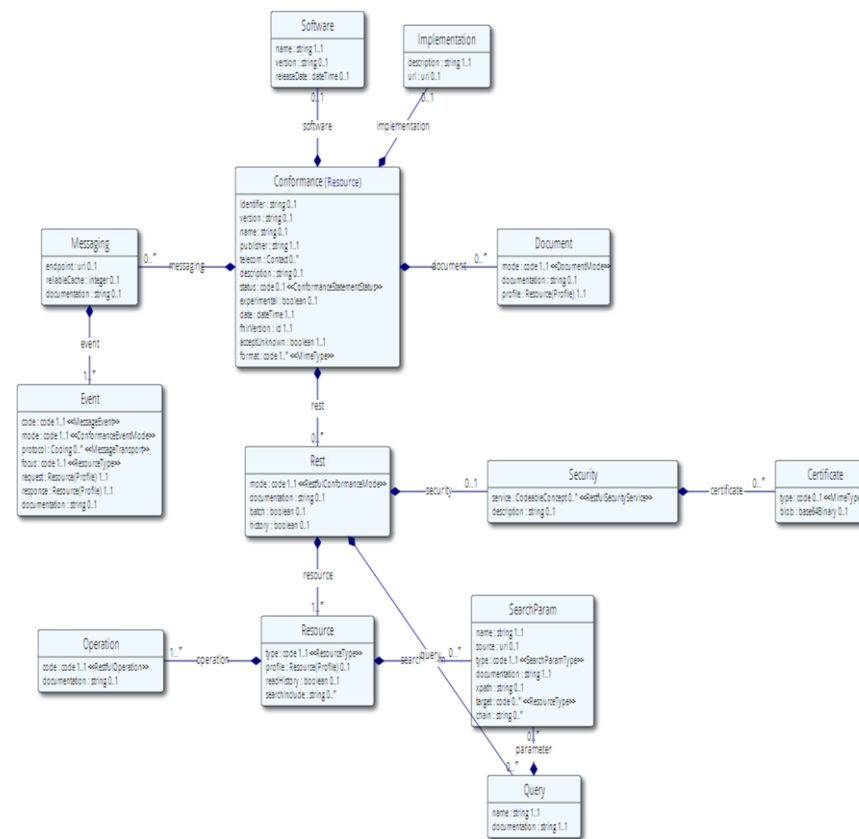 Software
name : string 1..1
version : string 0..1
releaseDate : dateTime 0..1
0..1
software
Implementation
description : string 1..1
url : uri 0..1
0..1
implementation
Conformance (Resource)
identifier : string 0..1
version : string 0..1
name : string 0..1
publisher : string 1..1
telecom : Contact 0..*
description : string 0..1
status : code 0..1 <<ConformanceStatementStatus>>
experimental : boolean 0..1
date : dateTime 1..1
fhirVersion : id 1..1
acceptUnknown : boolean 1..1
format : code 1..* <<MimeType>>
Messaging
endpoint : uri 0..1
reliableCache : integer 0..1
documentation : string 0..1
0..*
messaging
document
0..*
Document
mode : code 1..1 <<DocumentMode>>
documentation : string 0..1
profile : Resource(Profile) 1..1
event
1..*
Event
code : code 1..1 <<MessageEvent>>
mode : code 1..1 <<ConformanceEventMode>>
protocol : Coding 0..* <<MessageTransport>>
focus : code 1..1 <<ResourceType>>
request : Resource(Profile) 1..1
response : Resource(Profile) 1..1
documentation : string 0..1
rest
0..*
Rest
mode : code 1..1 <<RestfulConformanceMode>>
documentation : string 0..1
batch : boolean 0..1
history : boolean 0..1
security
0..1
Security
service : CodeableConcept 0..* <<RestfulSecurityService>>
description : string 0..1
certificate
0..*
Certificate
type : code 0..1 <<MimeType
blob : base64Binary 0..1
resource
1..*
Resource
type : code 1..1 <<ResourceType>>
profile : Resource(Profile) 0..1
readHistory : boolean 0..1
searchInclude : string 0..*
Operation
code : code 1..1 <<RestfulOperation>>
documentation : string 0..1
1..*
operation
query
0..*
SearchParam
name : string 1..1
source : uri 0..1
type : code 1..1 <<SearchParamType>>
documentation : string 1..1
xpath : string 0..1
target : code 0..* <<ResourceType>>
chain : string 0..*
0..*
parameter
0..*
Query
name : string 1..1
documentation : string 1..1